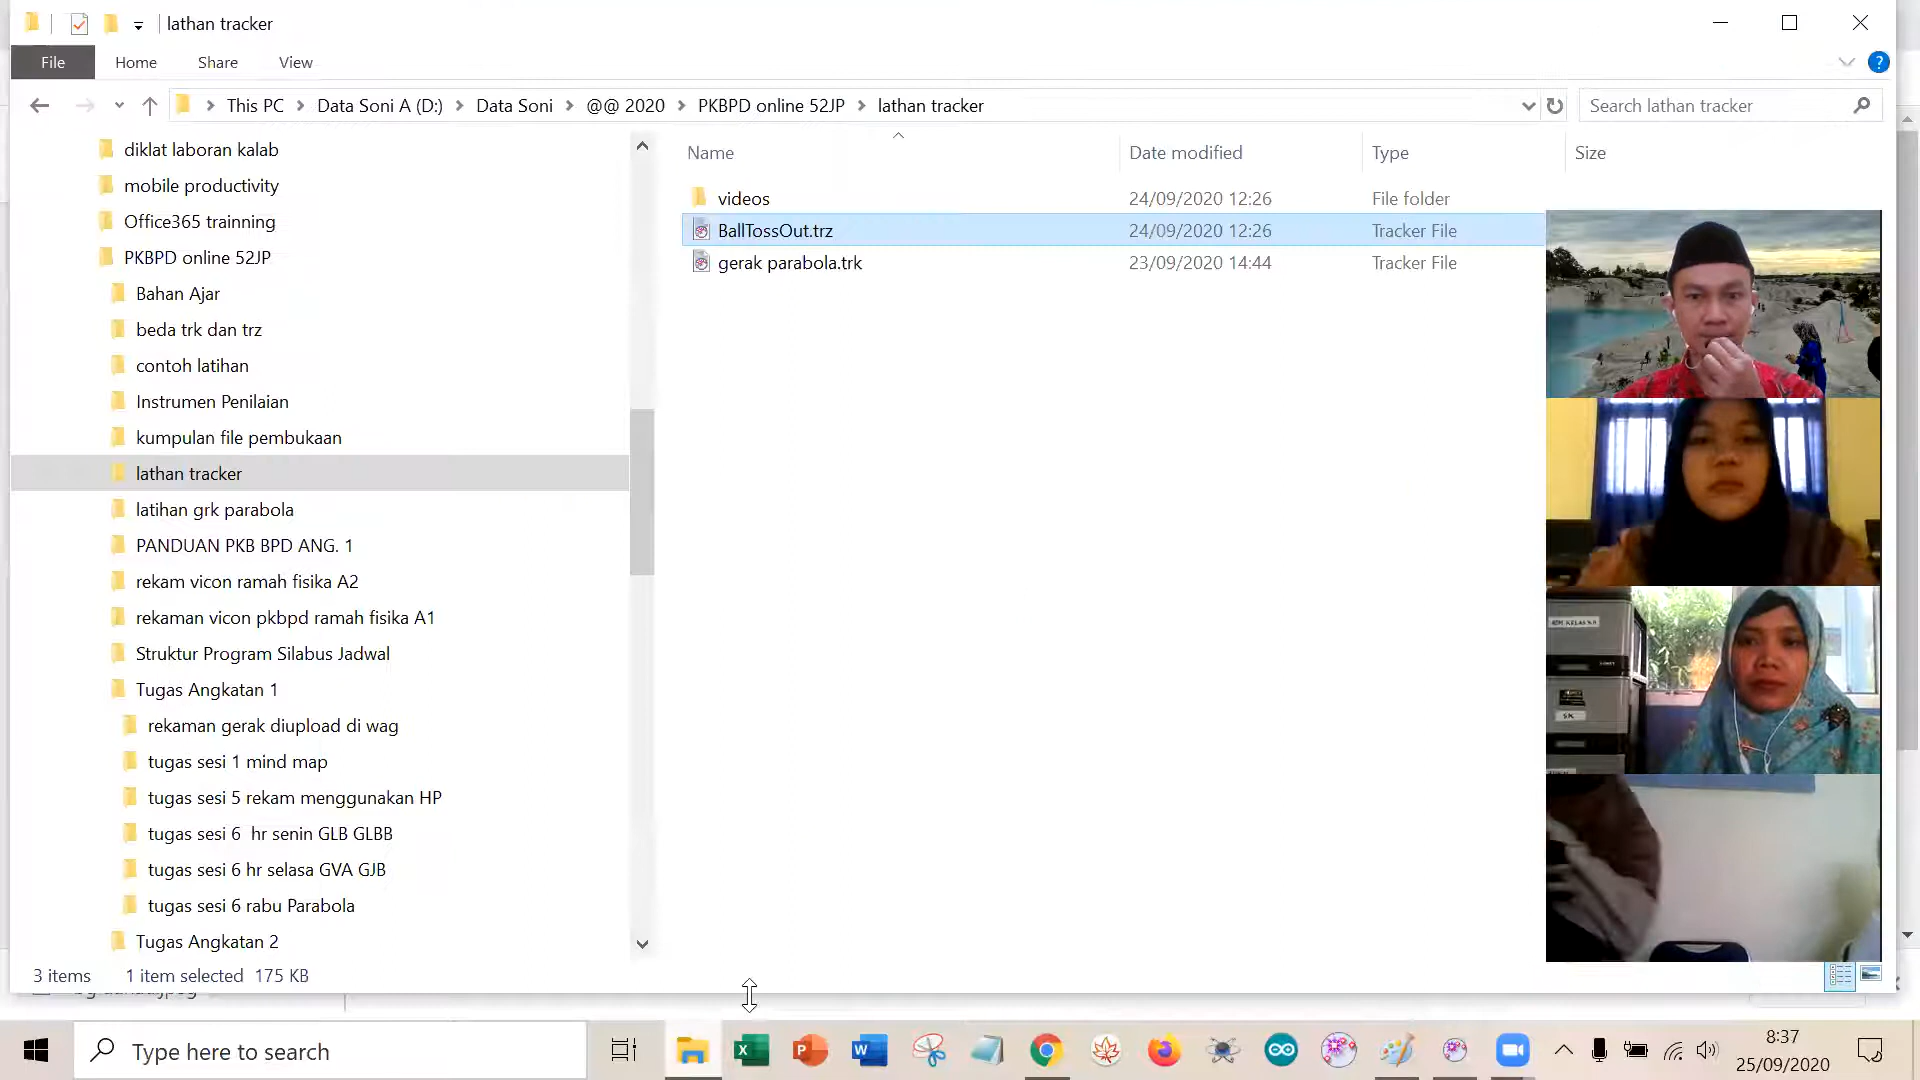 lathan tracker
File Home Share View
This PC Data Soni A (D:) Data Soni @@ 2020 PKBPD online 52JP lathan tracker
Search lathan tracker
Name Date modified Type Size
videos 24/09/2020 12:26 File folder
BallTossOut.trz 24/09/2020 12:26 Tracker File
gerak parabola.trk 23/09/2020 14:44 Tracker File
diklat laboran kalab
mobile productivity
Office365 trainning
PKBPD online 52JP
Bahan Ajar
beda trk dan trz
contoh latihan
Instrumen Penilaian
kumpulan file pembukaan
lathan tracker
latihan grk parabola
PANDUAN PKB BPD ANG. 1
rekam vicon ramah fisika A2
rekaman vicon pkbpd ramah fisika A1
Struktur Program Silabus Jadwal
Tugas Angkatan 1
rekaman gerak diupload di wag
tugas sesi 1 mind map
tugas sesi 5 rekam menggunakan HP
tugas sesi 6  hr senin GLB GLBB
tugas sesi 6 hr selasa GVA GJB
tugas sesi 6 rabu Parabola
Tugas Angkatan 2
3 items 1 item selected 175 KB
Type here to search
8:37
25/09/2020